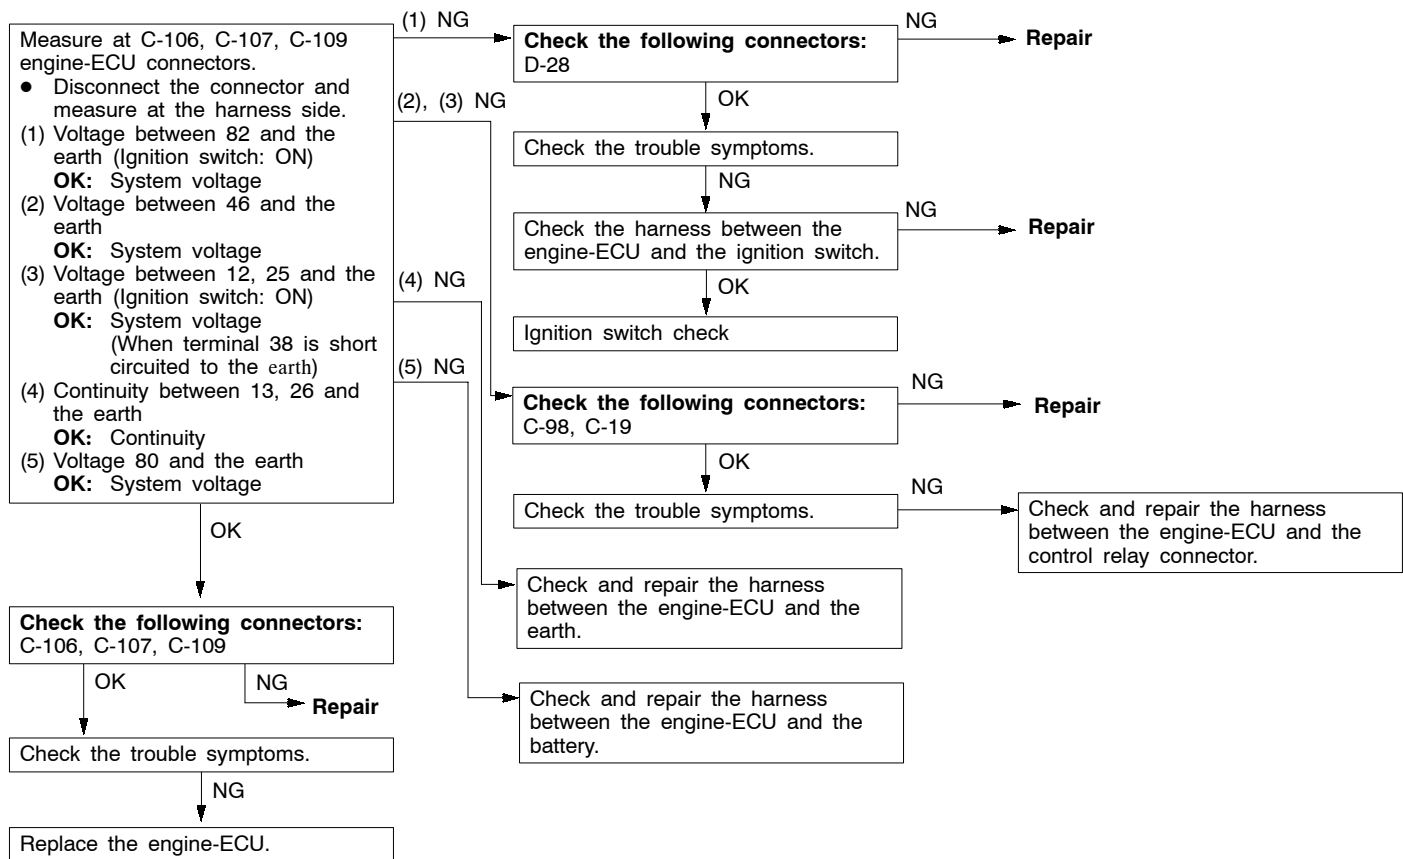 Measure at C-106, C-107, C-109
engine-ECU connectors.
● Disconnect the connector and
measure at the harness side.
(1) Voltage between 82 and the
earth (Ignition switch: ON)
OK: System voltage
(2) Voltage between 46 and the
earth
OK: System voltage
(3) Voltage between 12, 25 and the
earth (Ignition switch: ON)
OK: System voltage
(When terminal 38 is short
circuited to the earth)
(4) Continuity between 13, 26 and
the earth
OK: Continuity
(5) Voltage 80 and the earth
OK: System voltage
(1) NG
Check the following connectors:
D-28
NG
Repair
OK
Check the trouble symptoms.
NG
Check the harness between the
engine-ECU and the ignition switch.
NG
Repair
OK
Ignition switch check
(2), (3) NG
Check the following connectors:
C-98, C-19
NG
Repair
OK
Check the trouble symptoms.
NG
Check and repair the harness
between the engine-ECU and the
control relay connector.
(4) NG
Check and repair the harness
between the engine-ECU and the
earth.
(5) NG
Check and repair the harness
between the engine-ECU and the
battery.
OK
Check the following connectors:
C-106, C-107, C-109
OK
NG
Repair
Check the trouble symptoms.
NG
Replace the engine-ECU.